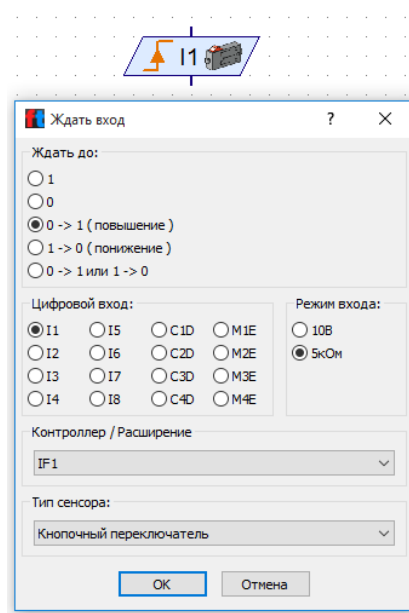 I1
ft Ждать вход ? X
Ждать до:
1
0
0 -> 1 ( повышение )
1 -> 0 ( понижение )
0 -> 1 или 1 -> 0
Цифровой вход: Режим входа:
I1 I5 C1D M1E 10В
I2 I6 C2D M2E 5кОм
I3 I7 C3D M3E
I4 I8 C4D M4E
Контроллер / Расширение
IF1
Тип сенсора:
Кнопочный переключатель
OK Отмена